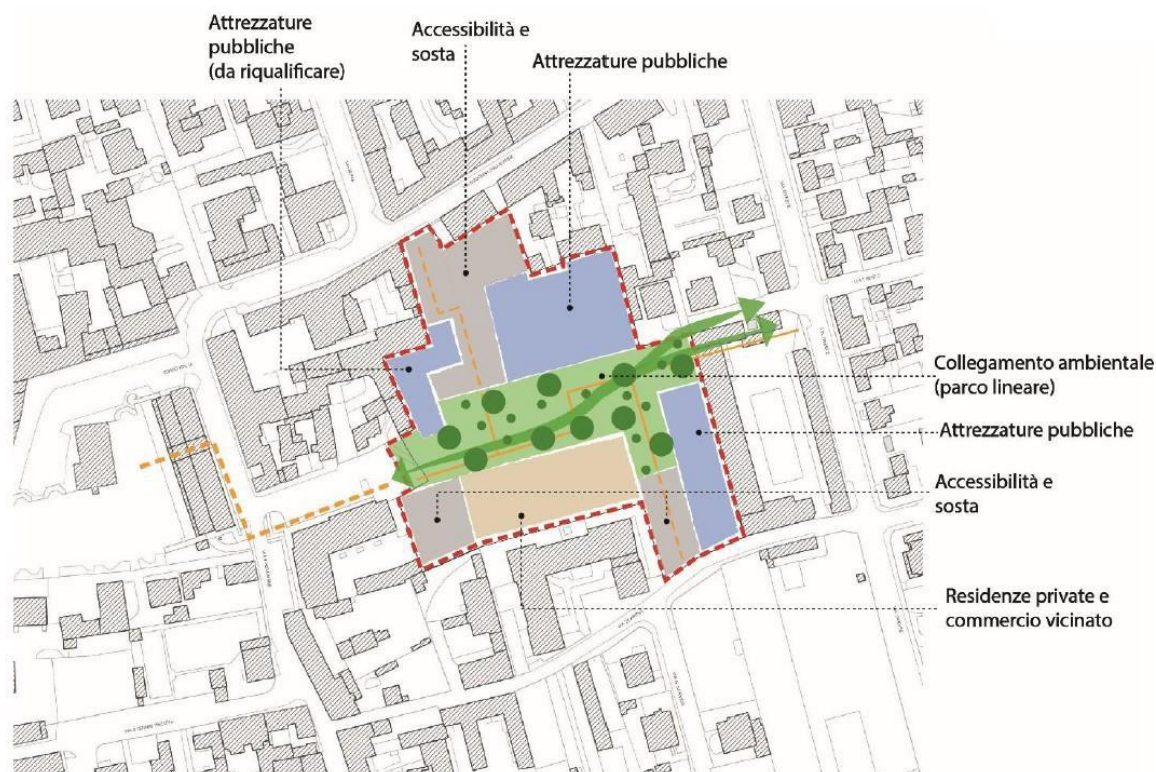 Attrezzature
pubbliche
(da riqualificare)
Accessibilità e
sosta
Attrezzature pubbliche
Collegamento ambientale
(parco lineare)
Attrezzature pubbliche
Accessibilità e
sosta
Residenze private e
commercio vicinato